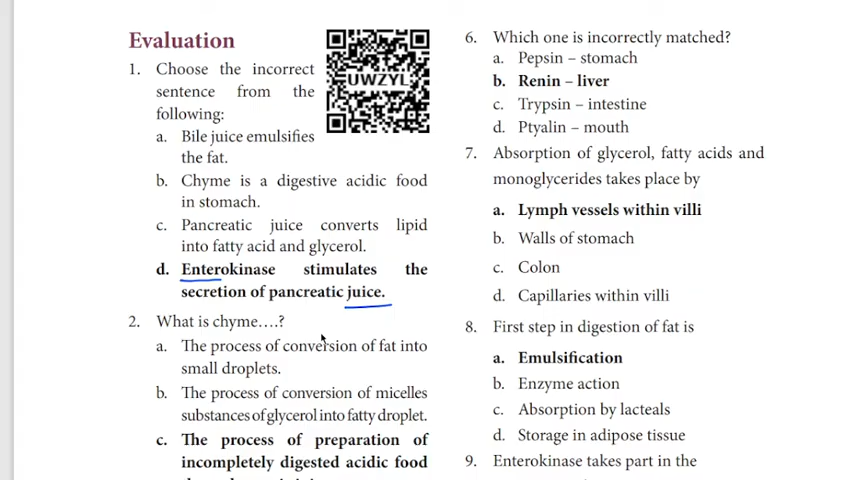 Evaluation
1. Choose the incorrect
sentence from the
following:
a. Bile juice emulsifies
the fat.
b. Chyme is a digestive acidic food
in stomach.
c. Pancreatic juice converts lipid
into fatty acid and glycerol.
d. Enterokinase stimulates the
secretion of pancreatic juice.
2. What is chyme….?
a. The process of conversion of fat into
small droplets.
b. The process of conversion of micelles
substances of glycerol into fatty droplet.
c. The process of preparation of
incompletely digested acidic food
UWZYL
6. Which one is incorrectly matched?
a. Pepsin – stomach
b. Renin – liver
c. Trypsin – intestine
d. Ptyalin – mouth
7. Absorption of glycerol, fatty acids and
monoglycerides takes place by
a. Lymph vessels within villi
b. Walls of stomach
c. Colon
d. Capillaries within villi
8. First step in digestion of fat is
a. Emulsification
b. Enzyme action
c. Absorption by lacteals
d. Storage in adipose tissue
9. Enterokinase takes part in the